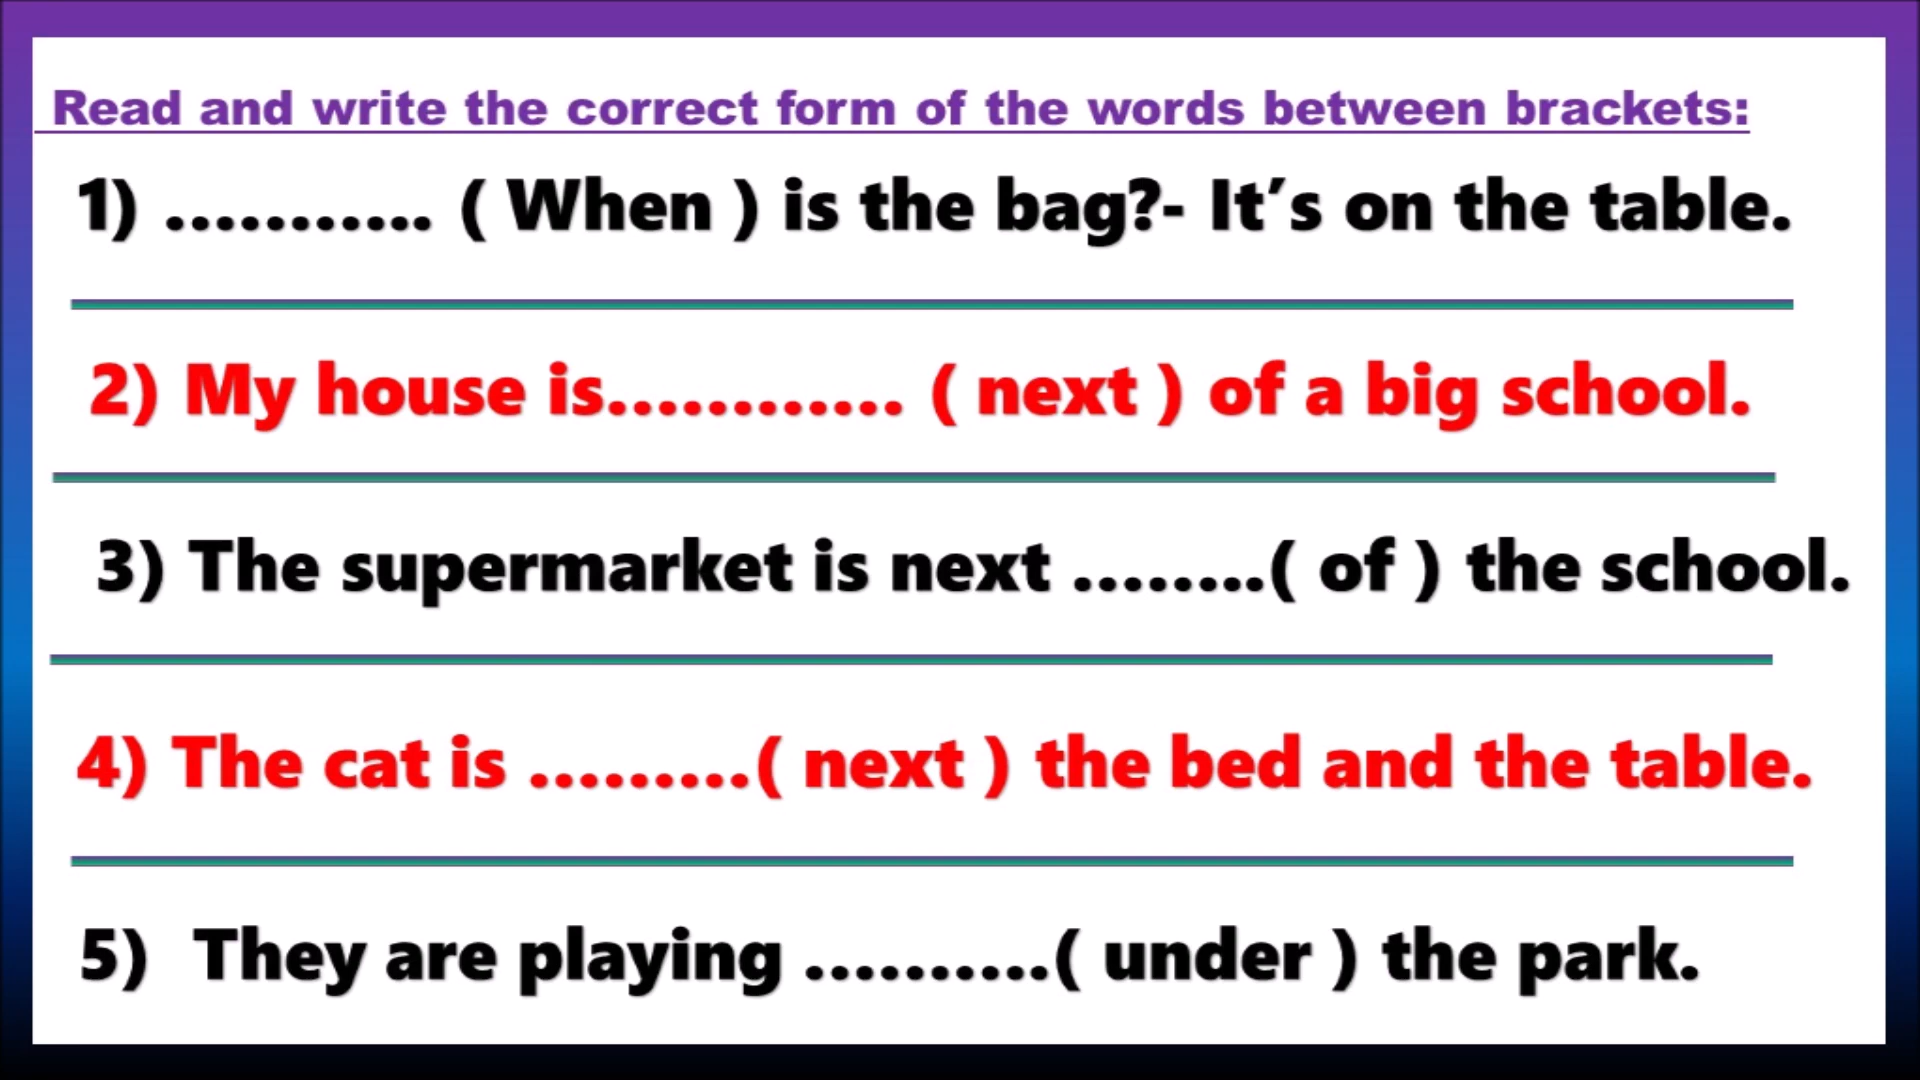 Read and write the correct form of the words between brackets:
1) ........... ( When ) is the bag?- It’s on the table.
2) My house is............ ( next ) of a big school.
3) The supermarket is next ........( of ) the school.
4) The cat is .........( next ) the bed and the table.
5) They are playing ..........( under ) the park.